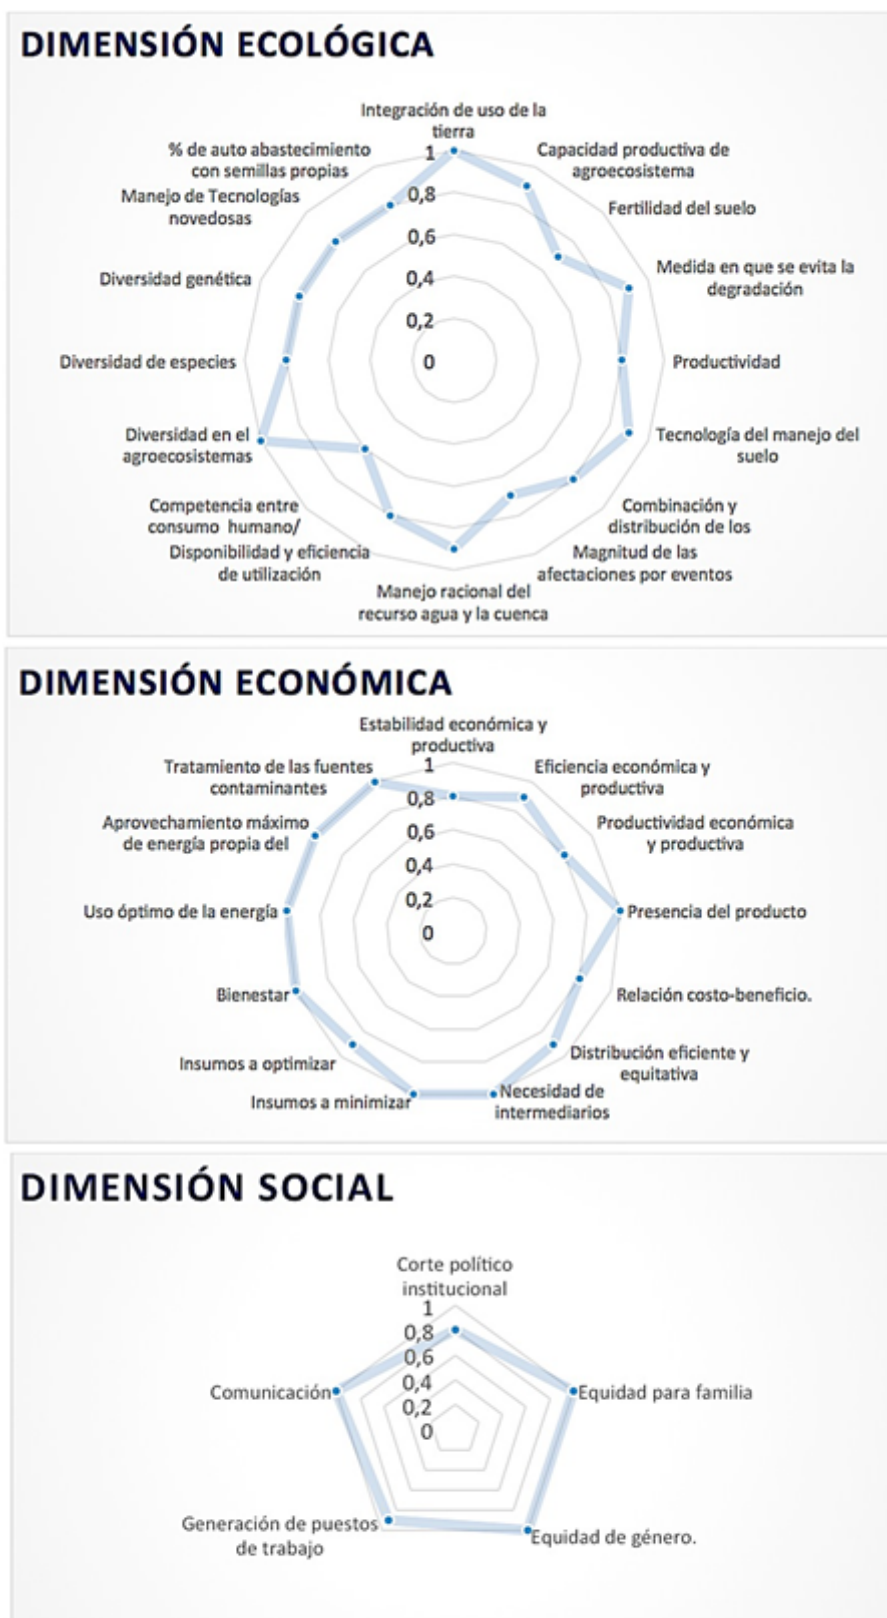 DIMENSIÓN ECOLÓGICA
Integración de uso de la
tierra
% de auto abastecimiento
con semillas propias
Capacidad productiva de
agroecosistema
Manejo de Tecnologías
novedosas
Fertilidad del suelo
Diversidad genética
Medida en que se evita la
degradación
Diversidad de especies
Productividad
Diversidad en el
agroecosistemas
Tecnología del manejo del
suelo
Competencia entre
consumo humano/
Combinación y
distribución de los
Disponibilidad y eficiencia
de utilización
Magnitud de las
afectaciones por eventos
Manejo racional del
recurso agua y la cuenca
1
0,8
0,6
0,4
0,2
0
DIMENSIÓN ECONÓMICA
Estabilidad económica y
productiva
Tratamiento de las fuentes
contaminantes
Eficiencia económica y
productiva
Aprovechamiento máximo
de energía propia del
Productividad económica
y productiva
Uso óptimo de la energía
Presencia del producto
Bienestar
Relación costo-beneficio.
Insumos a optimizar
Distribución eficiente y
equitativa
Insumos a minimizar
Necesidad de
intermediarios
1
0,8
0,6
0,4
0,2
0
DIMENSIÓN SOCIAL
Corte político
institucional
1
0,8
0,6
0,4
0,2
0
Comunicación
Equidad para familia
Generación de puestos
de trabajo
Equidad de género.